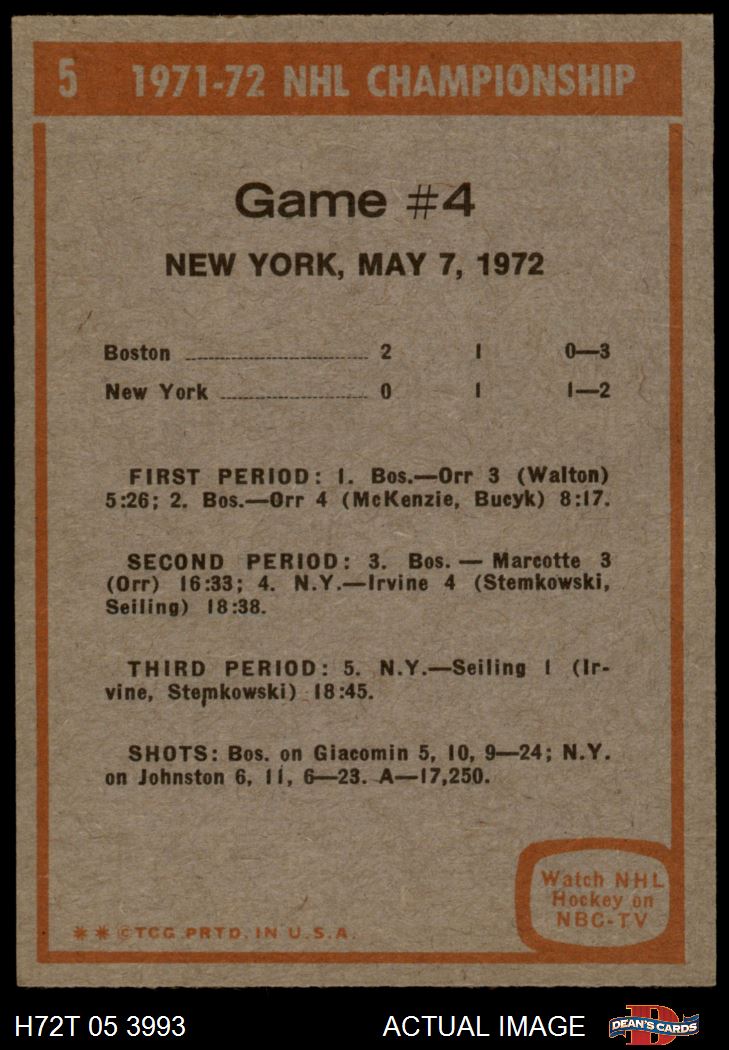 5 1971-72 NHL CHAMPIONSHIP
Game #4
NEW YORK, MAY 7, 1972
Boston ........................ 2 1 0—3
New York ........................ 0 1 1—2
FIRST PERIOD: 1. Bos.—Orr 3 (Walton)
5:26; 2. Bos.—Orr 4 (McKenzie, Bucyk) 8:17.
SECOND PERIOD: 3. Bos. — Marcotte 3
(Orr) 16:33; 4. N.Y.—Irvine 4 (Stemkowski,
Seiling) 18:38.
THIRD PERIOD: 5. N.Y.—Seiling 1 (Ir-
vine, Stemkowski) 18:45.
SHOTS: Bos. on Giacomin 5, 10, 9—24; N.Y.
on Johnston 6, 11, 6—23. A—17,250.
Watch NHL
Hockey on
NBC-TV
** ©TCG PRTD. IN U.S.A.
H72T 05 3993 ACTUAL IMAGE D DEAN'S CARDS